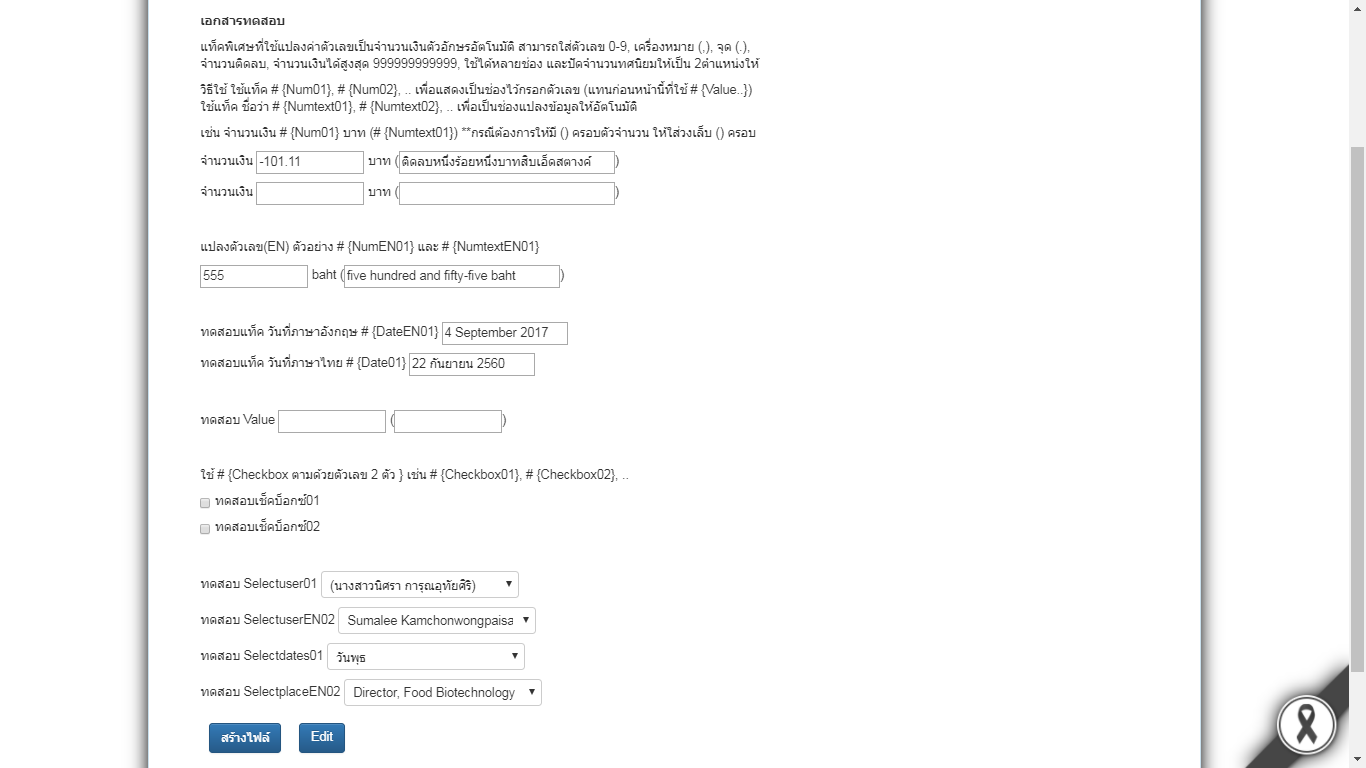 เอกสารทดสอบ
แท็คพิเศษที่ใช้แปลงค่าตัวเลขเป็นจำนวนเงินตัวอักษรอัตโนมัติ สามารถใส่ตัวเลข 0-9, เครื่องหมาย (,), จุด (.),
จำนวนติดลบ, จำนวนเงินได้สูงสุด 999999999999, ใช้ได้หลายช่อง และปัดจำนวนทศนิยมให้เป็น 2ตำแหน่งให้
วิธีใช้ ใช้แท็ค # {Num01}, # {Num02}, .. เพื่อแสดงเป็นช่องไว้กรอกตัวเลข (แทนก่อนหน้านี้ที่ใช้ # {Value..})
ใช้แท็ค ชื่อว่า # {Numtext01}, # {Numtext02}, .. เพื่อเป็นช่องแปลงข้อมูลให้อัตโนมัติ
เช่น จำนวนเงิน # {Num01} บาท (# {Numtext01}) **กรณีต้องการให้มี () ครอบตัวจำนวน ให้ใส่วงเล็บ () ครอบ
จำนวนเงิน -101.11 บาท (ติดลบหนึ่งร้อยหนึ่งบาทสิบเอ็ดสตางค์)
จำนวนเงิน บาท ()
แปลงตัวเลข(EN) ตัวอย่าง # {NumEN01} และ # {NumtextEN01}
555 baht (five hundred and fifty-five baht)
ทดสอบแท็ค วันที่ภาษาอังกฤษ # {DateEN01} 4 September 2017
ทดสอบแท็ค วันที่ภาษาไทย # {Date01} 22 กันยายน 2560
ทดสอบ Value ()
ใช้ # {Checkbox ตามด้วยตัวเลข 2 ตัว } เช่น # {Checkbox01}, # {Checkbox02}, ..
ทดสอบเช็คบ็อกซ์01
ทดสอบเช็คบ็อกซ์02
ทดสอบ Selectuser01 (นางสาวนิศรา การุณอุทัยศิริ)
ทดสอบ SelectuserEN02 Sumalee Kamchonwongpaisa
ทดสอบ Selectdates01 วันพุธ
ทดสอบ SelectplaceEN02 Director, Food Biotechnology
สร้างไฟล์ Edit